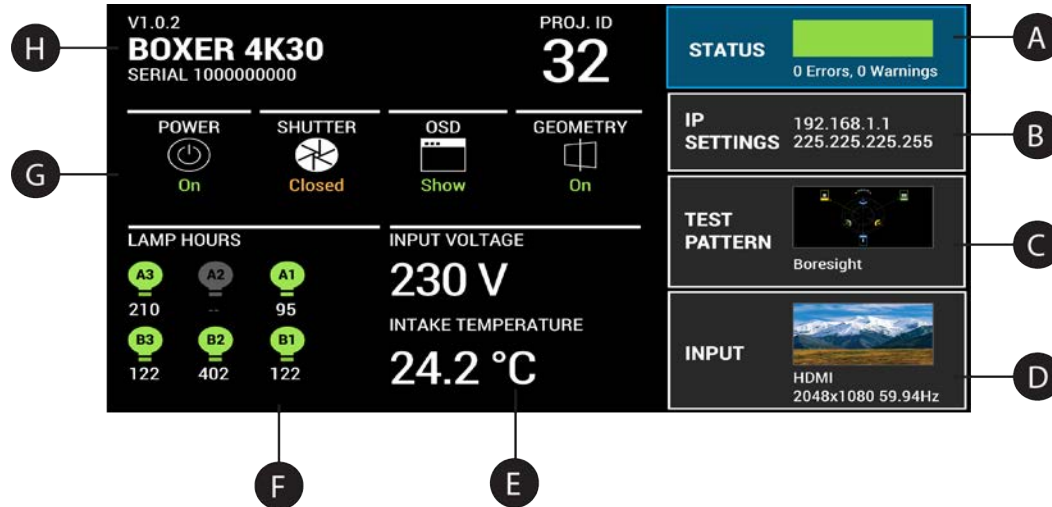 V1.0.2
BOXER 4K30
SERIAL 1000000000
PROJ. ID
32
POWER
On
SHUTTER
Closed
OSD
Show
GEOMETRY
On
LAMP HOURS
A3 A2 A1
210 -- 95
B3 B2 B1
122 402 122
INPUT VOLTAGE
230 V
INTAKE TEMPERATURE
24.2 °C
STATUS
0 Errors, 0 Warnings
IP
SETTINGS
192.168.1.1
225.225.225.255
TEST
PATTERN
Boresight
INPUT
HDMI
2048x1080 59.94Hz
A
B
C
D
E
F
G
H